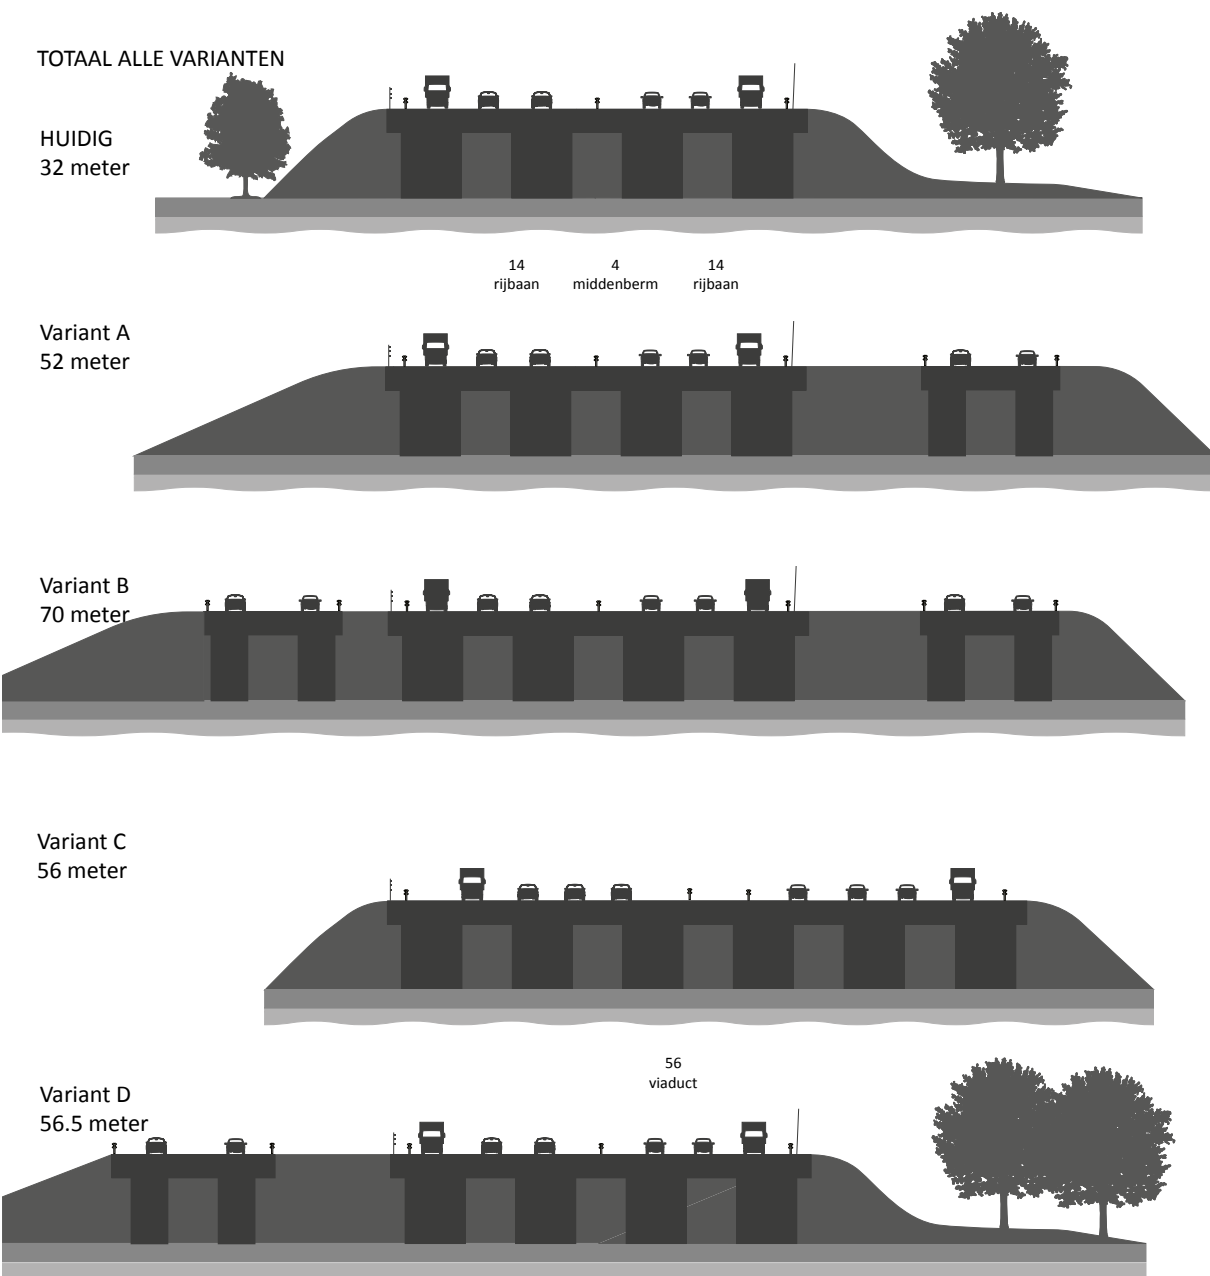 TOTAAL ALLE VARIANTEN
HUIDIG
32 meter
14 4 14
rijbaan middenberm rijbaan
Variant A
52 meter
Variant B
70 meter
Variant C
56 meter
56
viaduct
Variant D
56.5 meter